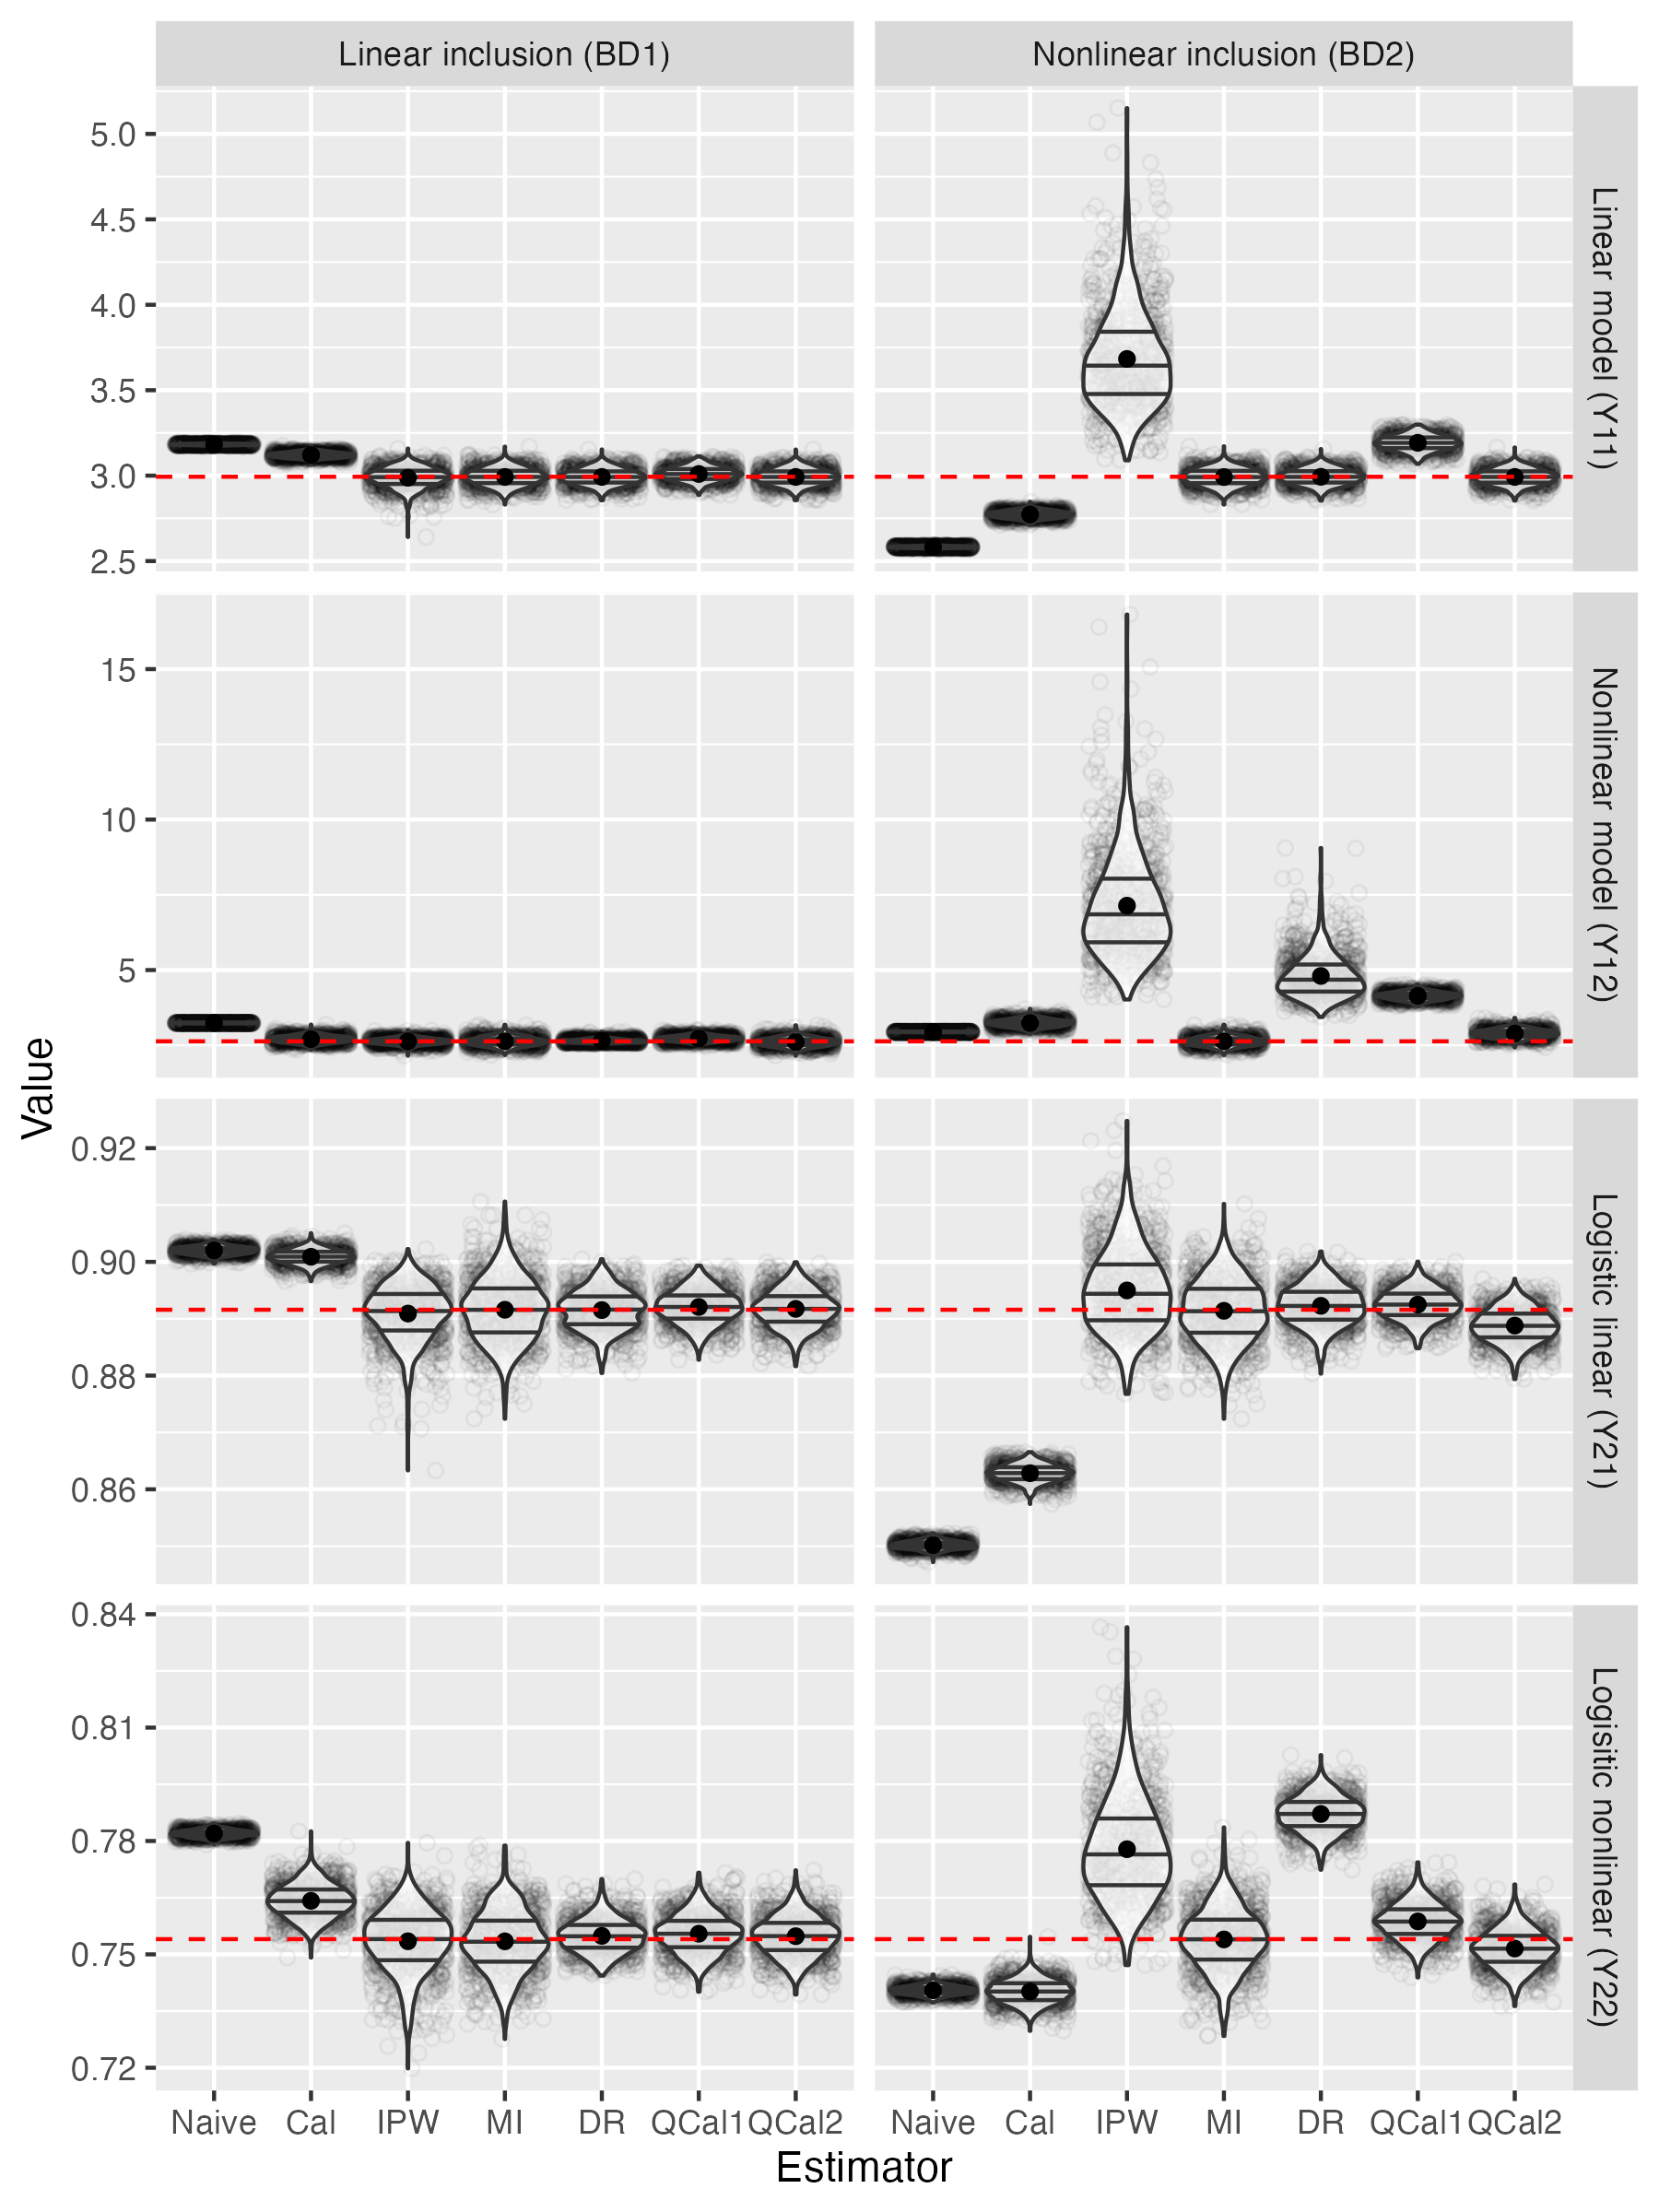 Linear inclusion (BD1)
Nonlinear inclusion (BD2)
5.0
4.5
4.0
3.5
3.0
2.5
Linear model (Y11)
15
10
5
Nonlinear model (Y12)
0.92
0.90
0.88
0.86
Logistic linear (Y21)
0.84
0.81
0.78
0.75
0.72
Logisitic nonlinear (Y22)
Value
Naive Cal IPW MI DR QCal1 QCal2
Naive Cal IPW MI DR QCal1 QCal2
Estimator